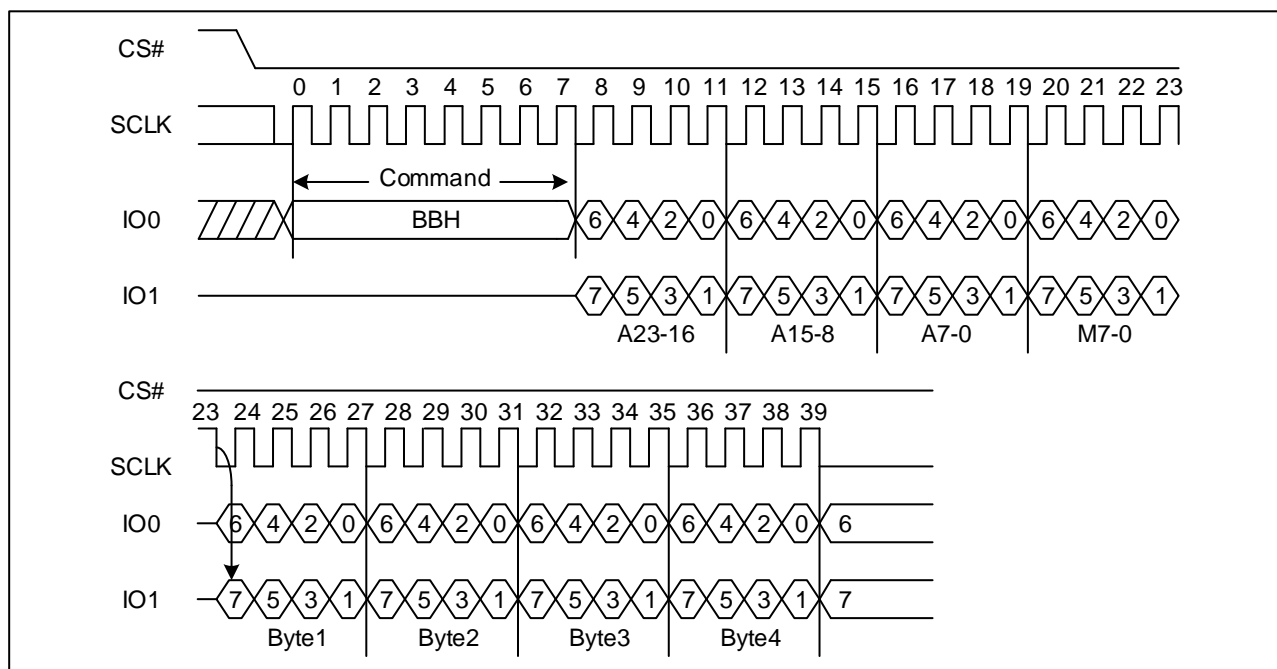 CS#
0 1 2 3 4 5 6 7 8 9 10 11 12 13 14 15 16 17 18 19 20 21 22 23
SCLK
Command
IO0 BBH 6 4 2 0 6 4 2 0 6 4 2 0 6 4 2 0
IO1 7 5 3 1 7 5 3 1 7 5 3 1 7 5 3 1
A23-16 A15-8 A7-0 M7-0
CS#
23 24 25 26 27 28 29 30 31 32 33 34 35 36 37 38 39
SCLK
IO0 6 4 2 0 6 4 2 0 6 4 2 0 6 4 2 0 6
IO1 7 5 3 1 7 5 3 1 7 5 3 1 7 5 3 1 7
Byte1 Byte2 Byte3 Byte4